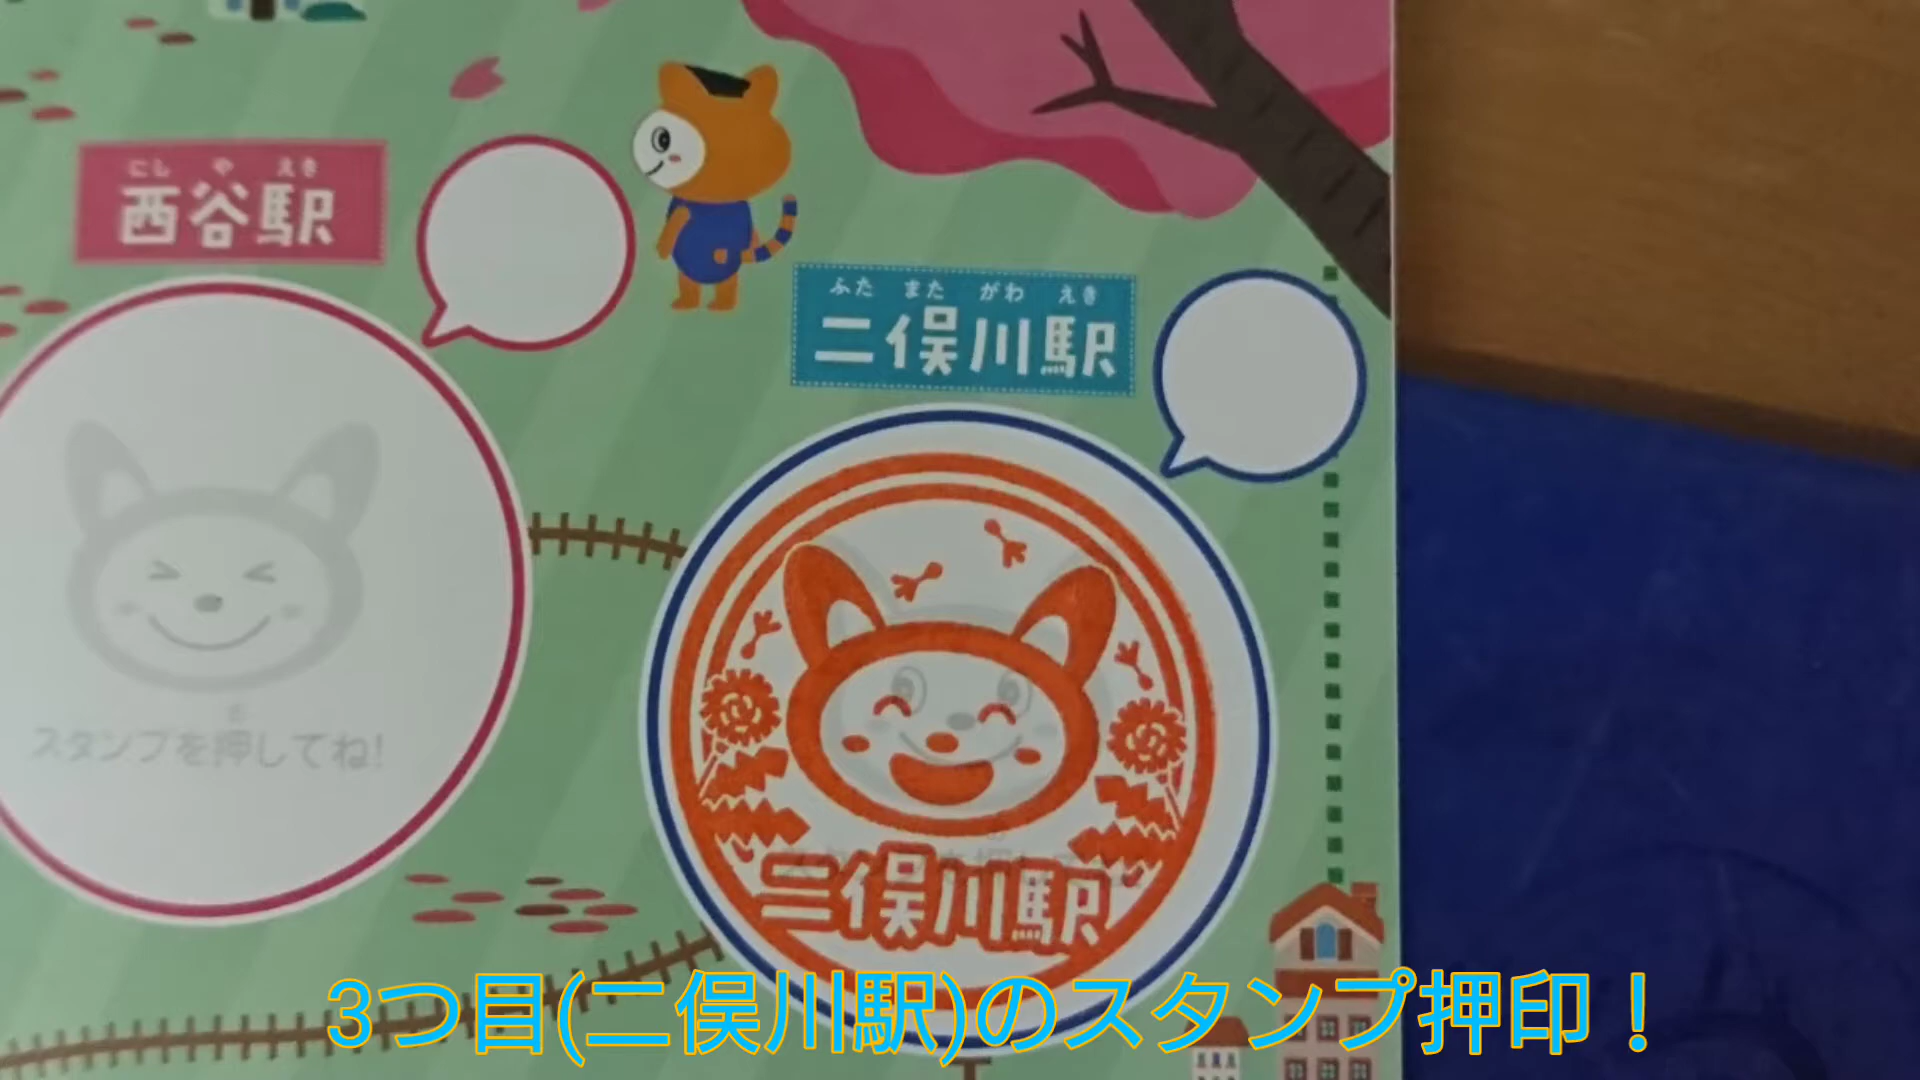 にし や えき
西谷駅
ふた また がわ えき
二俣川駅
お
スタンプを押してね!
二俣川駅
3つ目(二俣川駅)のスタンプ押印！